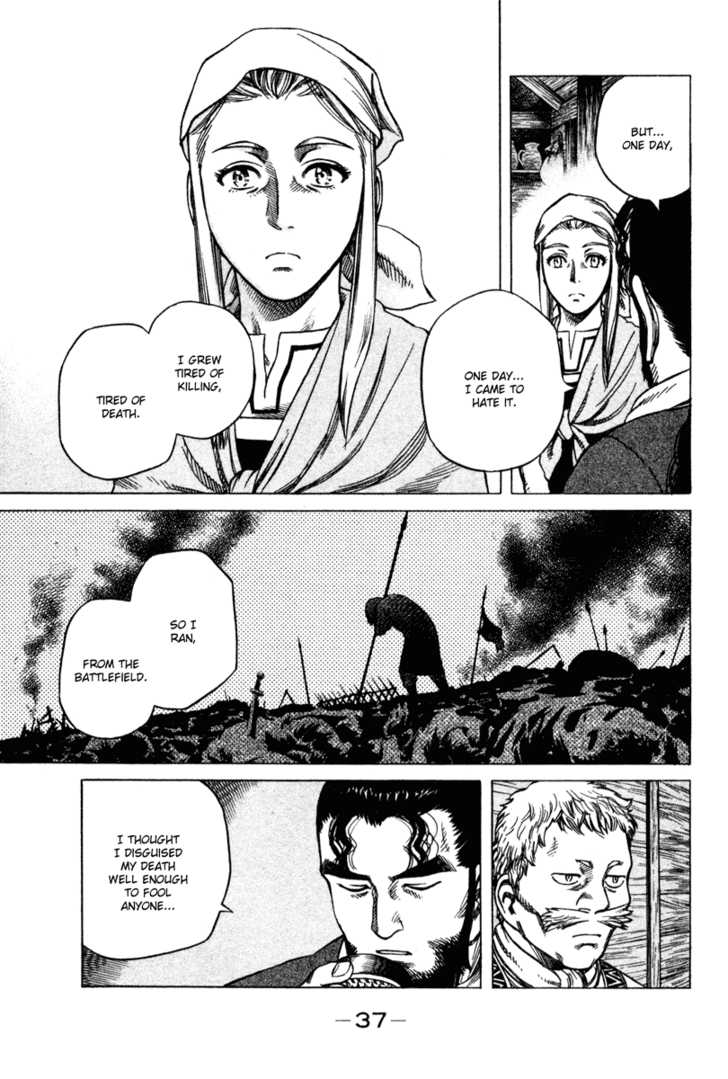 BUT...
ONE DAY,
ONE DAY...
I CAME TO
HATE IT.
I GREW
TIRED OF
KILLING,
TIRED OF
DEATH.
SO I
RAN,
FROM THE
BATTLEFIELD.
I THOUGHT
I DISGUISED
MY DEATH
WELL ENOUGH
TO FOOL
ANYONE...
—37—